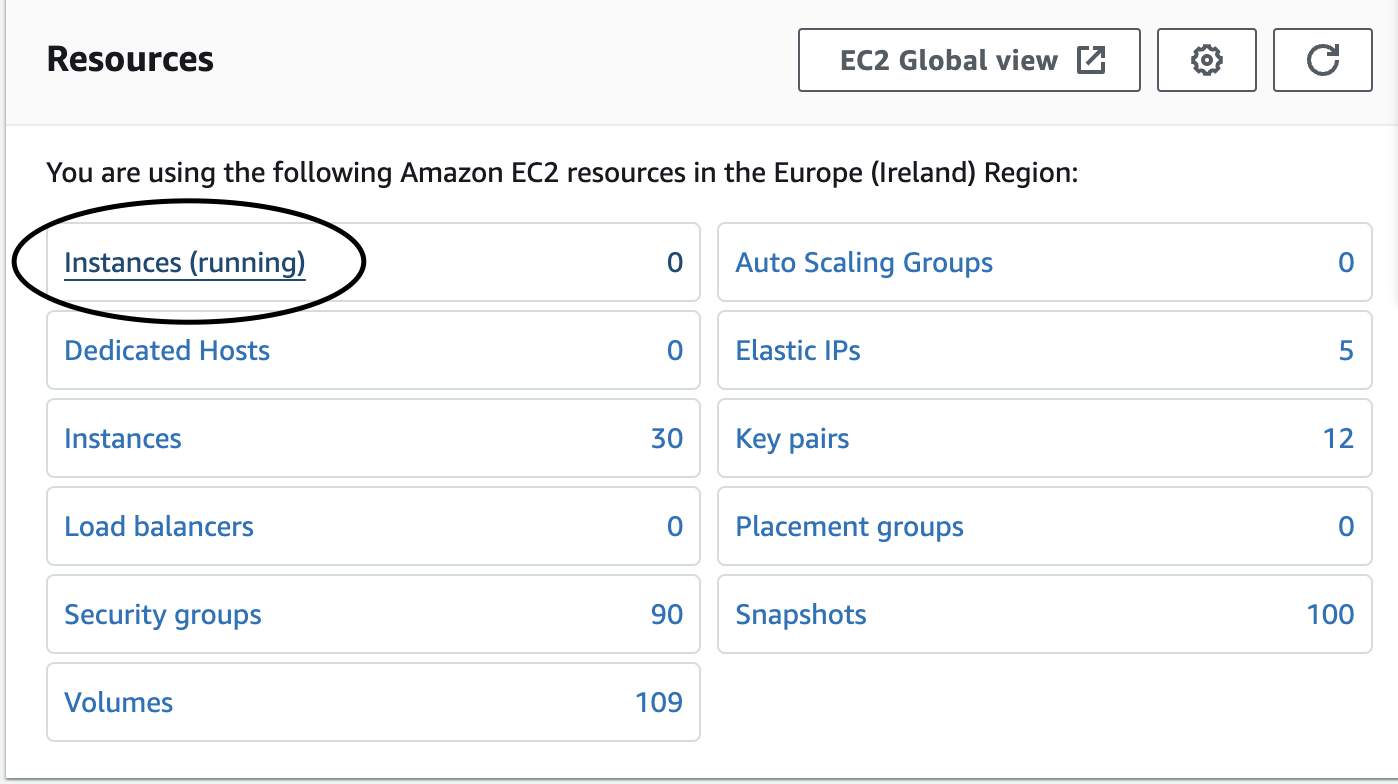 Resources
EC2 Global view
You are using the following Amazon EC2 resources in the Europe (Ireland) Region:
Instances (running) 0
Auto Scaling Groups 0
Dedicated Hosts 0
Elastic IPs 5
Instances 30
Key pairs 12
Load balancers 0
Placement groups 0
Security groups 90
Snapshots 100
Volumes 109